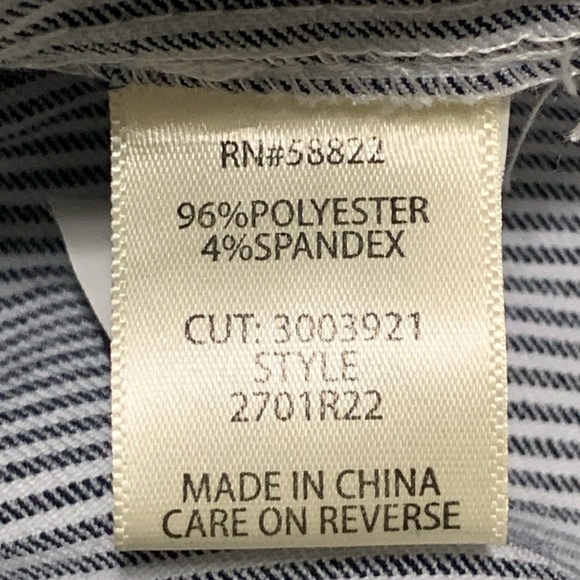 RN#58822
96%POLYESTER
4%SPANDEX
CUT: 3003921
STYLE
2701R22
MADE IN CHINA
CARE ON REVERSE